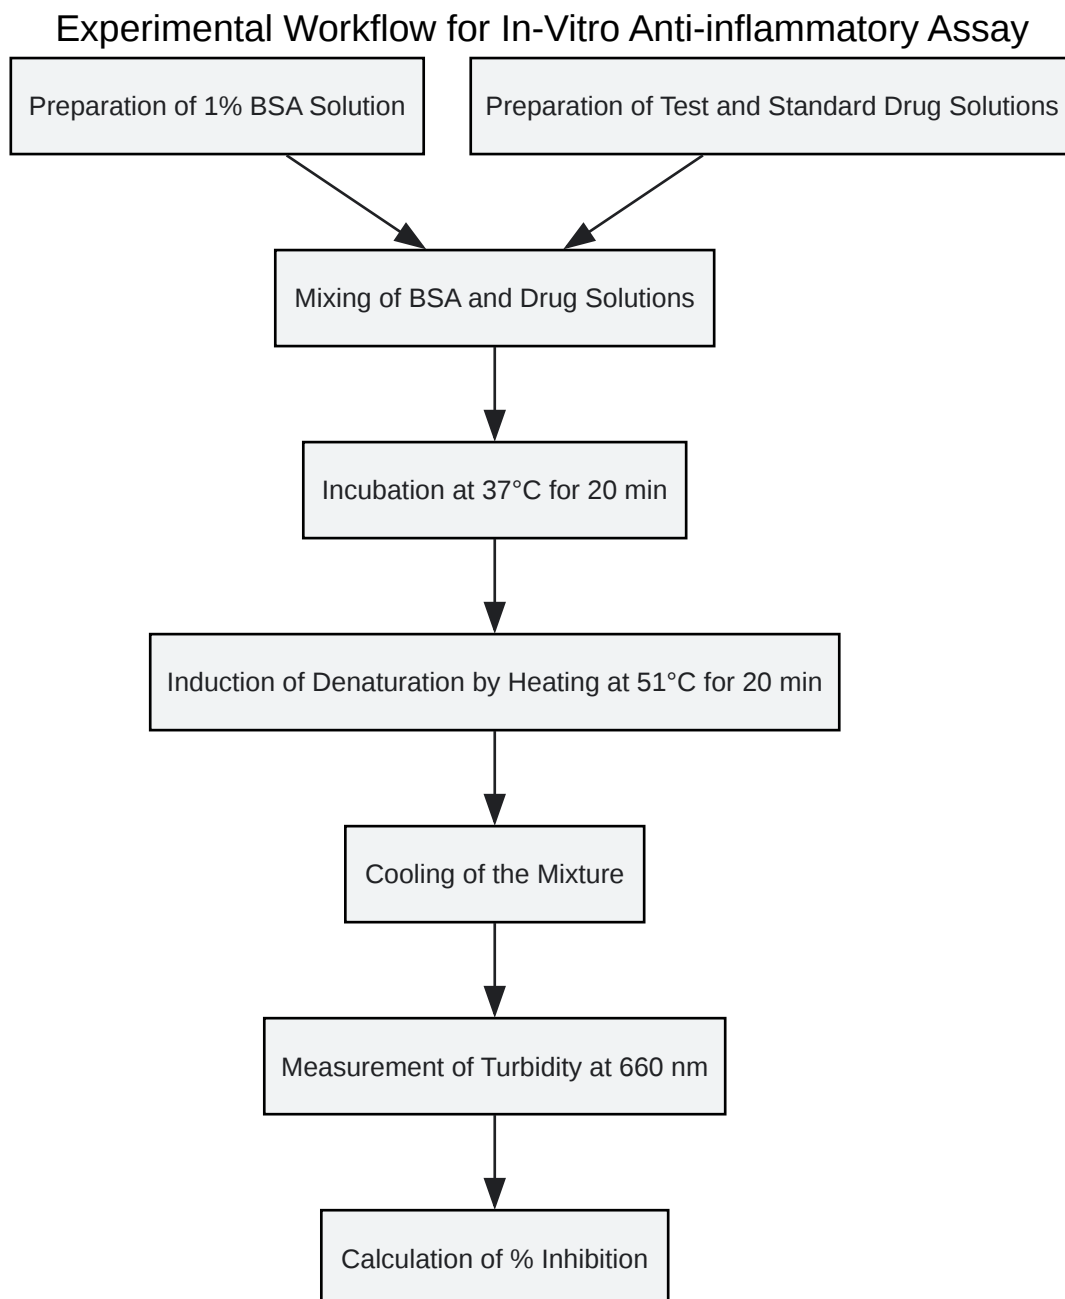 Experimental Workflow for In-Vitro Anti-inflammatory Assay
Preparation of 1% BSA Solution
Preparation of Test and Standard Drug Solutions
Mixing of BSA and Drug Solutions
Incubation at 37°C for 20 min
Induction of Denaturation by Heating at 51°C for 20 min
Cooling of the Mixture
Measurement of Turbidity at 660 nm
Calculation of % Inhibition